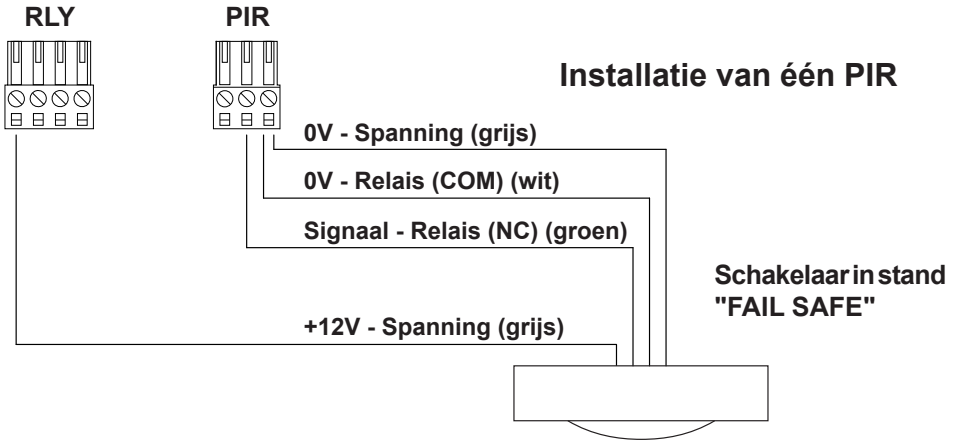 RLY
PIR
Installatie van één PIR
0V - Spanning (grijs)
0V - Relais (COM) (wit)
Signaal - Relais (NC) (groen)
Schakelaar in stand
"FAIL SAFE"
+12V - Spanning (grijs)